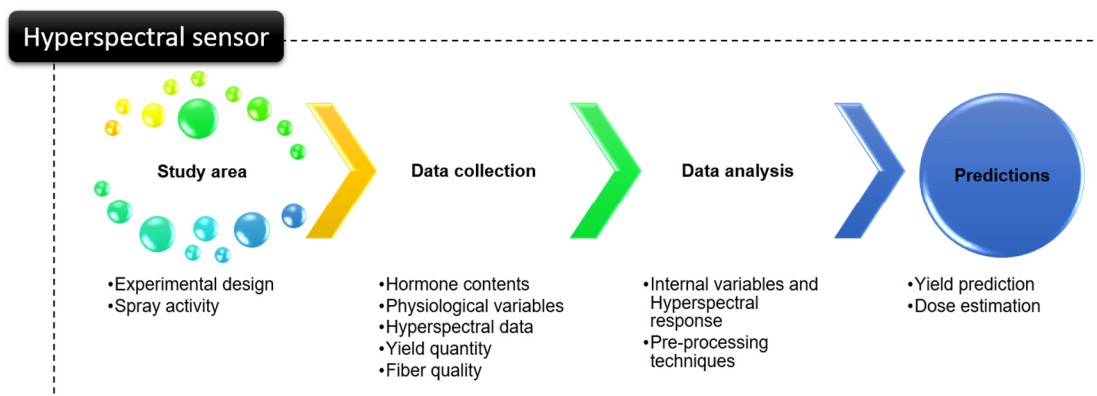 Hyperspectral sensor
Study area
Data collection
Data analysis
Predictions
•Experimental design
•Spray activity
•Hormone contents
•Physiological variables
•Hyperspectral data
•Yield quantity
•Fiber quality
•Internal variables and
Hyperspectral
response
•Pre-processing
techniques
•Yield prediction
•Dose estimation